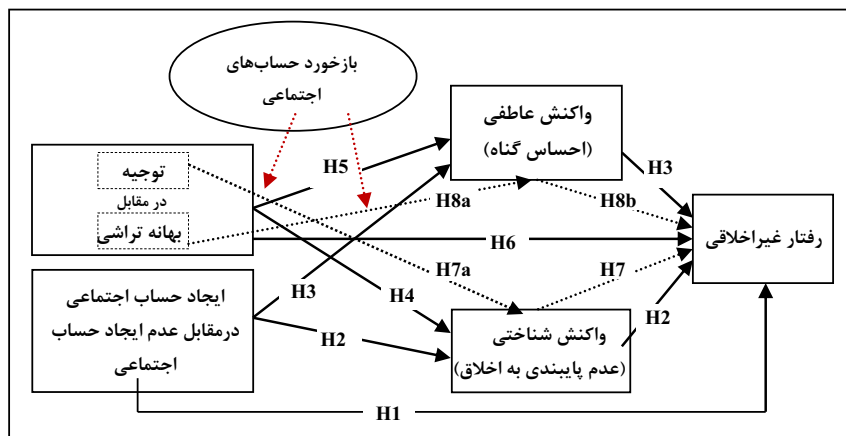 بازخورد حساب‌های
اجتماعی
واکنش عاطفی
(احساس گناه)
توجیه
در مقابل
بهانه تراشی
H5
H3
H8a
H8b
H6
رفتار غیراخلاقی
H7a
H7
H3
H4
H2
H2
ایجاد حساب اجتماعی
درمقابل عدم ایجاد حساب
اجتماعی
واکنش شناختی
(عدم پایبندی به اخلاق)
H1